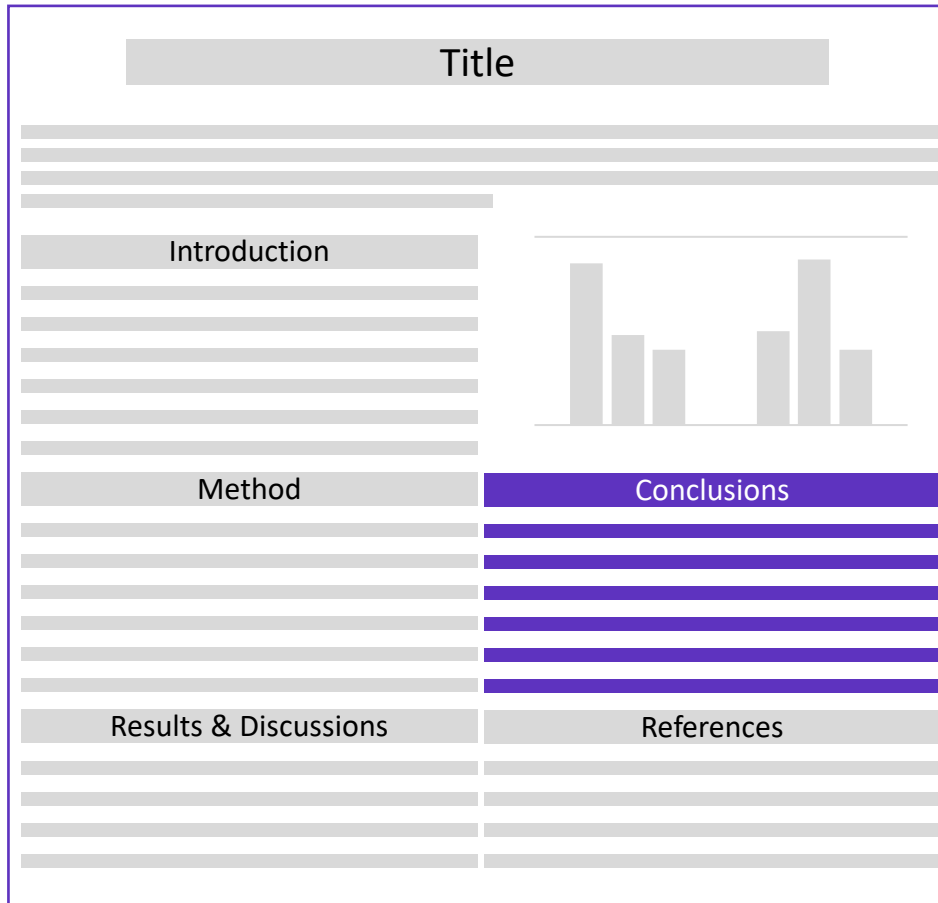 Title
Introduction
Method
Results & Discussions
Conclusions
References